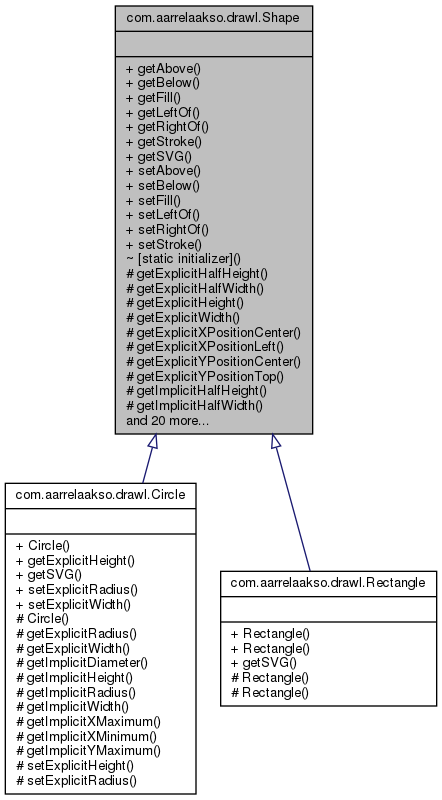 com.aarrelaakso.drawl.Shape
+ getAbove()
+ getBelow()
+ getFill()
+ getLeftOf()
+ getRightOf()
+ getStroke()
+ getSVG()
+ setAbove()
+ setBelow()
+ setFill()
+ setLeftOf()
+ setRightOf()
+ setStroke()
~ [static initializer]()
# getExplicitHalfHeight()
# getExplicitHalfWidth()
# getExplicitHeight()
# getExplicitWidth()
# getExplicitXPositionCenter()
# getExplicitXPositionLeft()
# getExplicitYPositionCenter()
# getExplicitYPositionTop()
# getImplicitHalfHeight()
# getImplicitHalfWidth()
and 20 more...
com.aarrelaakso.drawl.Circle
+ Circle()
+ getExplicitHeight()
+ getSVG()
+ setExplicitRadius()
+ setExplicitWidth()
# Circle()
# getExplicitRadius()
# getExplicitWidth()
# getImplicitDiameter()
# getImplicitHeight()
# getImplicitRadius()
# getImplicitWidth()
# getImplicitXMaximum()
# getImplicitXMinimum()
# getImplicitYMaximum()
# setExplicitHeight()
# setExplicitRadius()
com.aarrelaakso.drawl.Rectangle
+ Rectangle()
+ Rectangle()
+ getSVG()
# Rectangle()
# Rectangle()